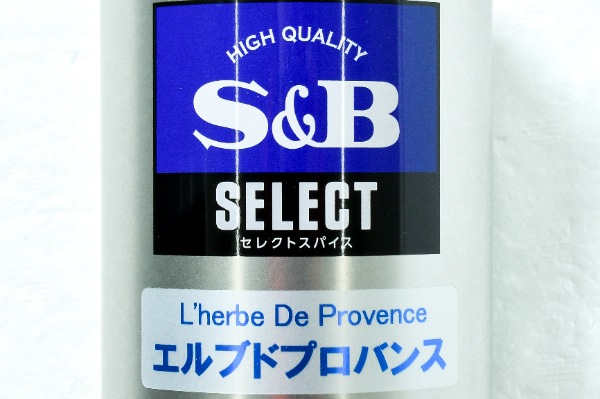 HIGH QUALITY
S&B
SELECT
セレクトスパイス
L'herbe De Provence
エルブドプロバンス